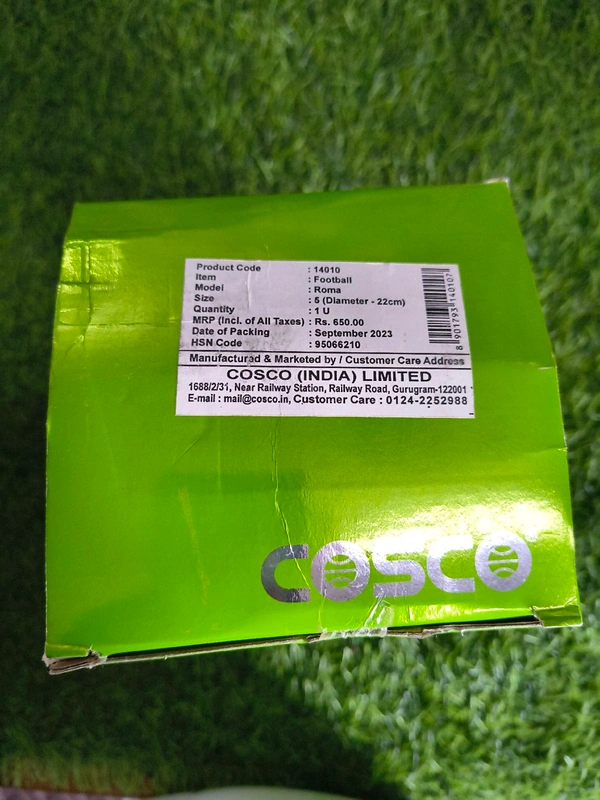 Product Code : 14010
Item : Football
Model : Roma
Size : 5 (Diameter - 22cm)
Quantity : 1 U
MRP (Incl. of All Taxes) : Rs. 650.00
Date of Packing : September 2023
HSN Code : 95066210
8 901793 140107
Manufactured & Marketed by / Customer Care Address
COSCO (INDIA) LIMITED
1688/2/31, Near Railway Station, Railway Road, Gurugram-122001
E-mail : mail@cosco.in, Customer Care : 0124-2252988
COSCO